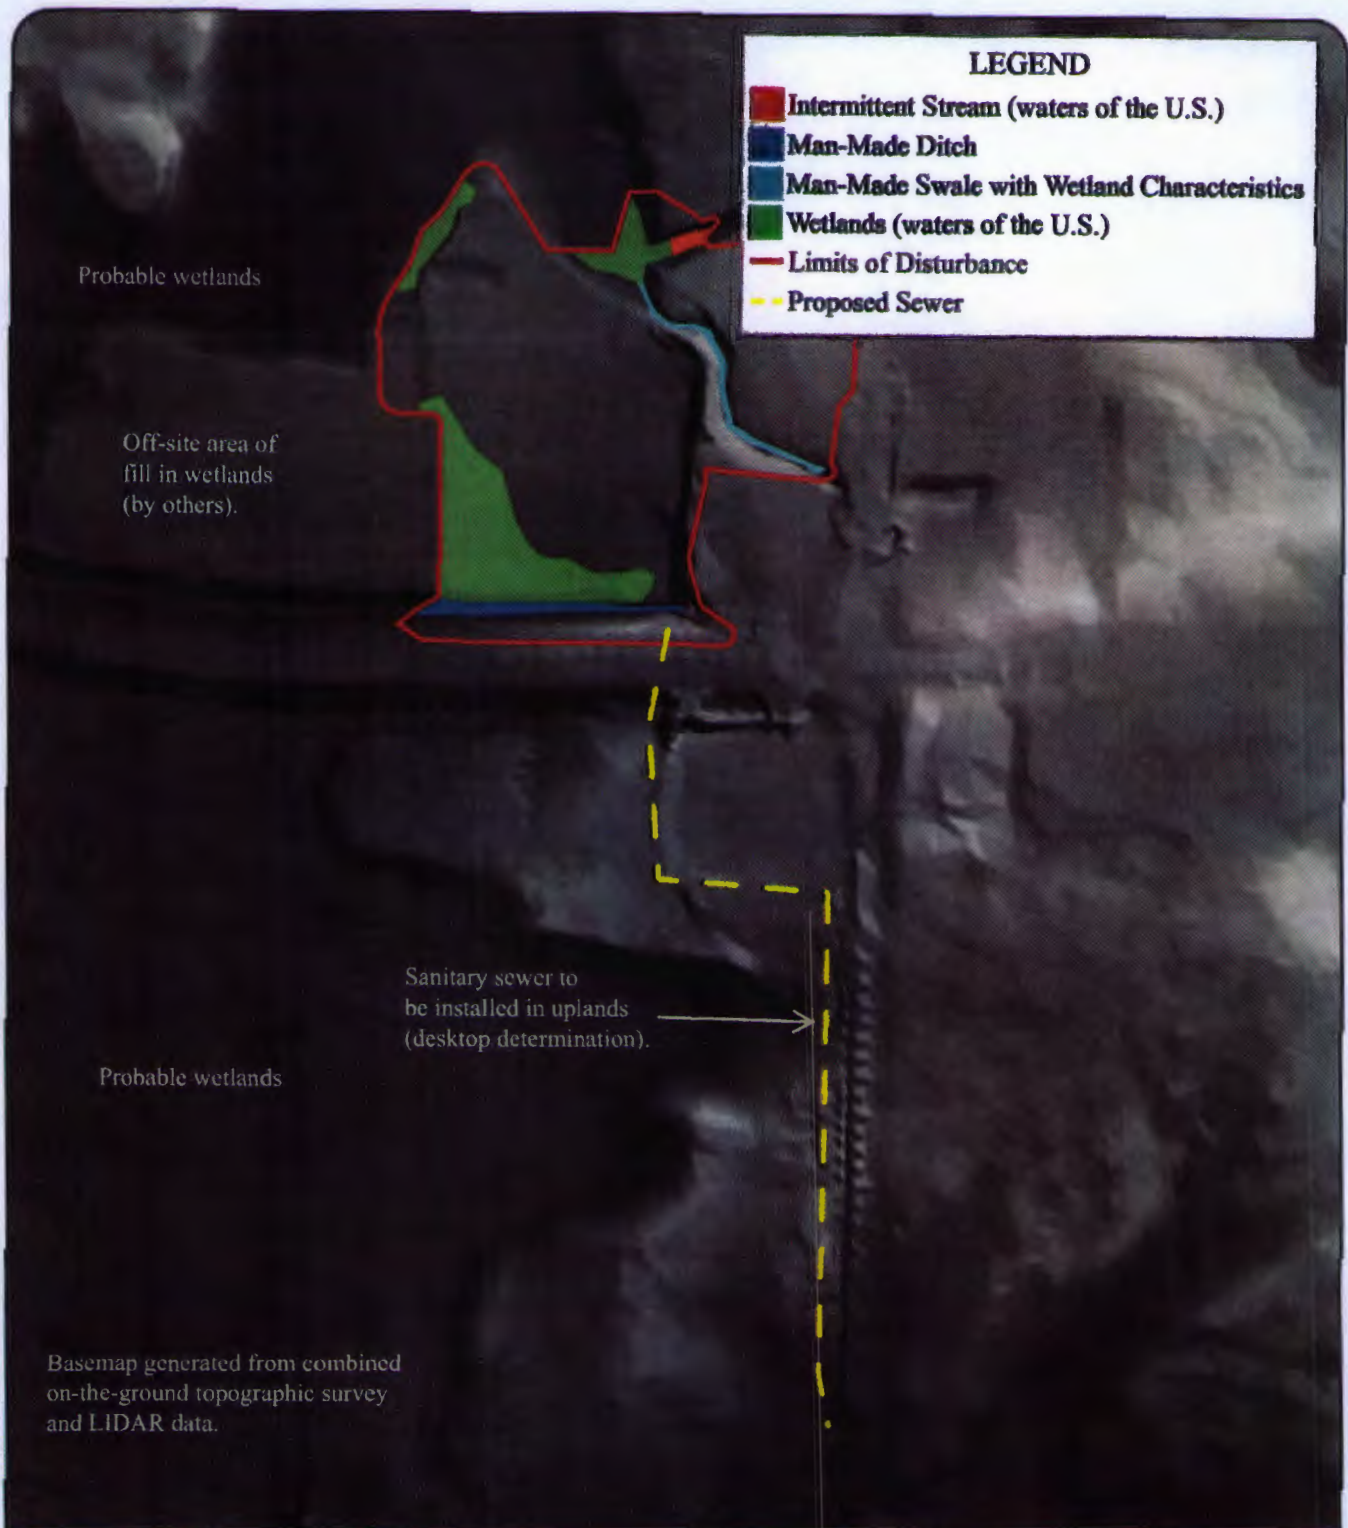 LEGEND
Intermittent Stream (waters of the U.S.)
Man-Made Ditch
Man-Made Swale with Wetland Characteristics
Wetlands (waters of the U.S.)
Limits of Disturbance
Proposed Sewer
Probable wetlands
Off-site area of
fill in wetlands
(by others).
Sanitary sewer to
be installed in uplands
(desktop determination).
Probable wetlands
Basemap generated from combined
on-the-ground topographic survey
and LIDAR data.